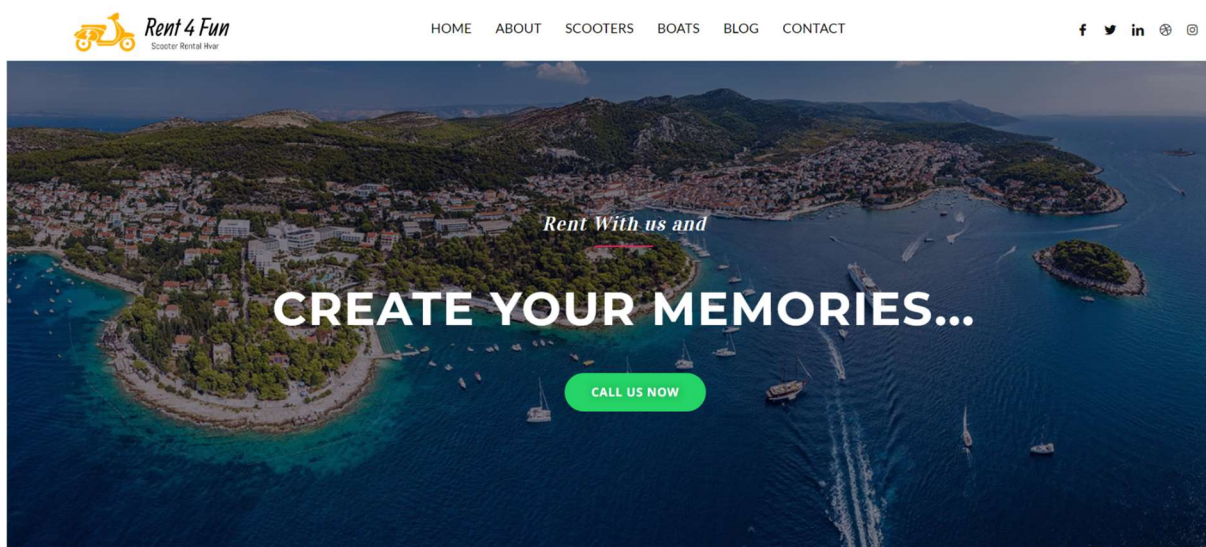 Rent 4 Fun
Scooter Rental Hvar
HOME ABOUT SCOOTERS BOATS BLOG CONTACT
Rent With us and
CREATE YOUR MEMORIES...
CALL US NOW